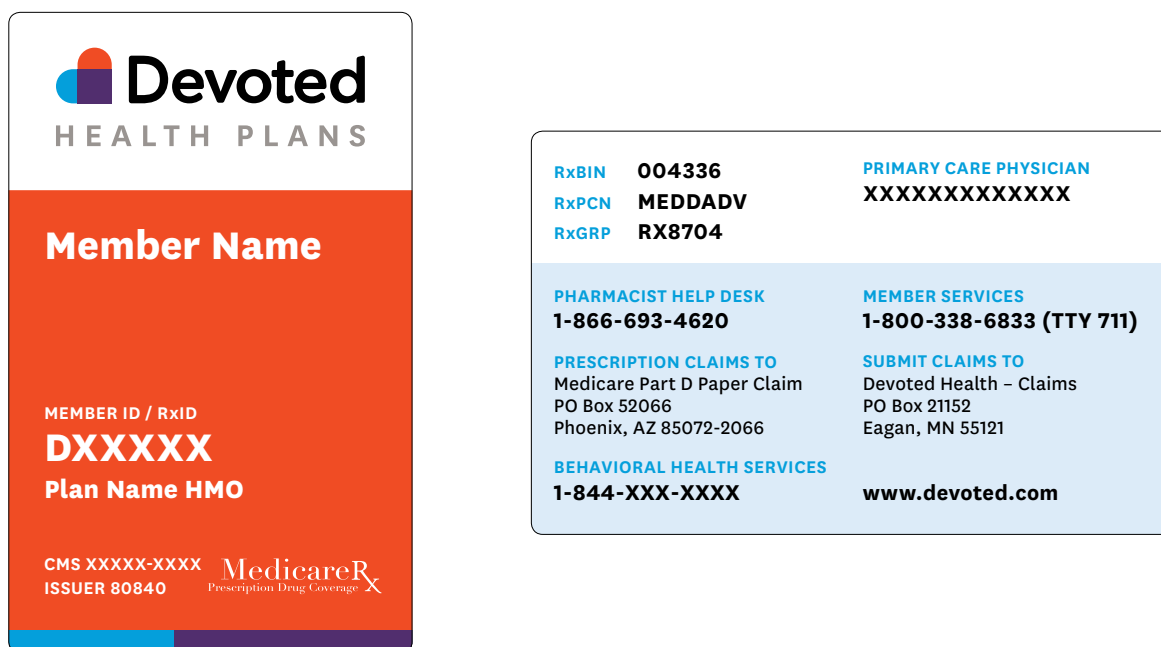 Devoted
HEALTH PLANS
Member Name
MEMBER ID / RxID
DXXXXX
Plan Name HMO
CMS XXXXX-XXXX
ISSUER 80840
MedicareRx
Prescription Drug Coverage
RxBIN 004336
RxPCN MEDDADV
RxGRP RX8704
PRIMARY CARE PHYSICIAN
XXXXXXXXXXXXX
PHARMACIST HELP DESK
1-866-693-4620
MEMBER SERVICES
1-800-338-6833 (TTY 711)
PRESCRIPTION CLAIMS TO
Medicare Part D Paper Claim
PO Box 52066
Phoenix, AZ 85072-2066
SUBMIT CLAIMS TO
Devoted Health – Claims
PO Box 21152
Eagan, MN 55121
BEHAVIORAL HEALTH SERVICES
1-844-XXX-XXXX
www.devoted.com